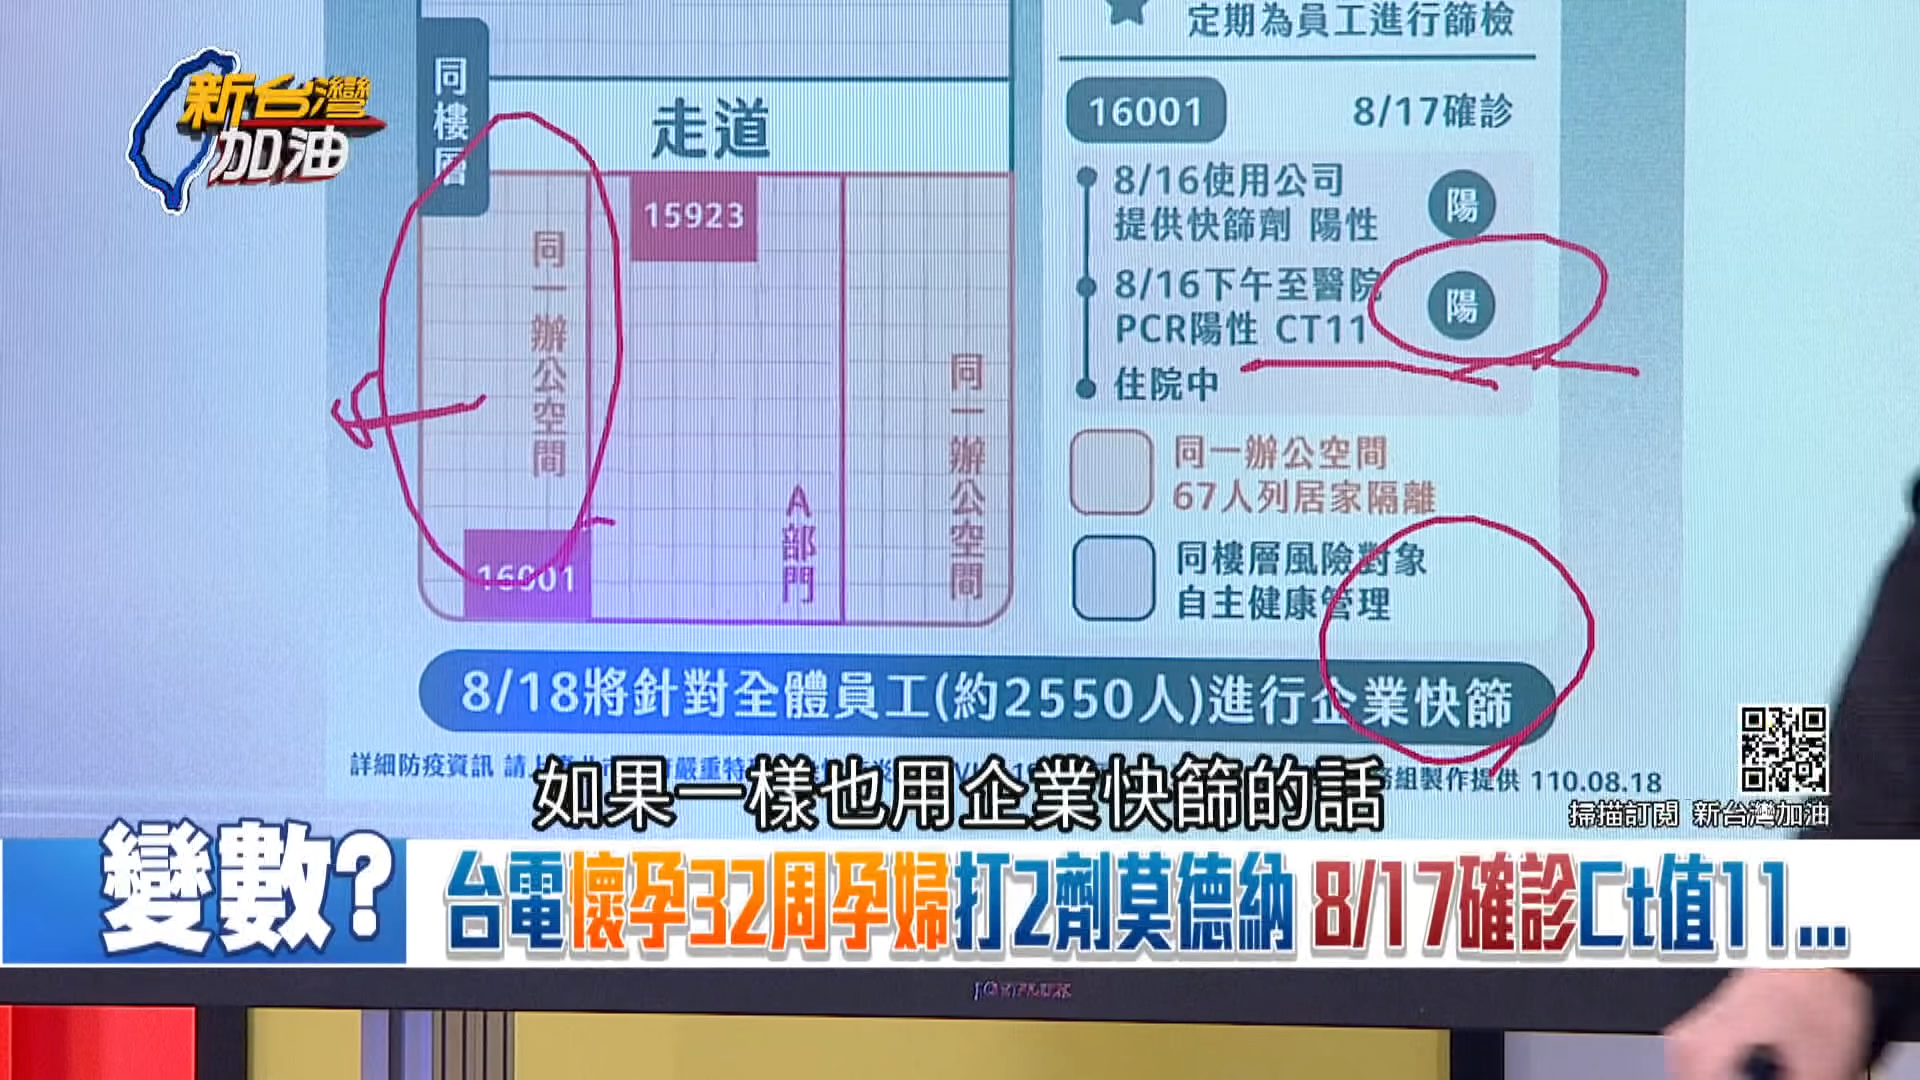 新台灣
加油
同樓層
走道
15923
同一辦公空間
16001
A部門
同一辦公空間
定期為員工進行篩檢
16001 8/17確診
8/16使用公司
提供快篩劑 陽性
陽
8/16下午至醫院
PCR陽性 CT11
陽
住院中
同一辦公空間
67人列居家隔離
同樓層風險對象
自主健康管理
8/18將針對全體員工(約2550人)進行企業快篩
詳細防疫資訊 請上
嚴重特
組製作提供 110.08.18
如果一樣也用企業快篩的話
掃描訂閱 新台灣加油
變數?
台電懷孕32周孕婦打2劑莫德納 8/17確診Ct值11...